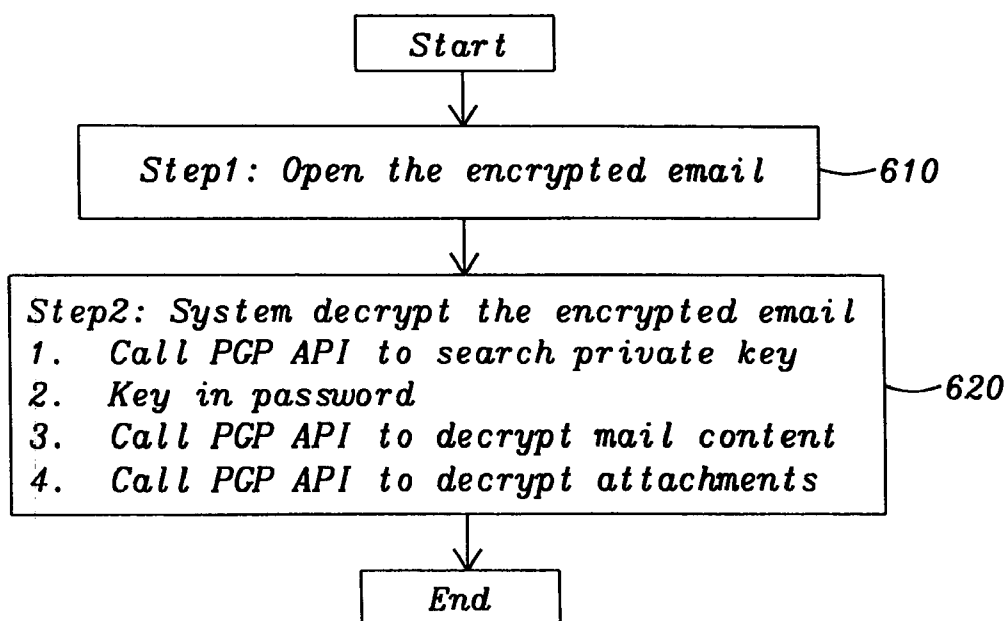 Start
Step1: Open the encrypted email
610
Step2: System decrypt the encrypted email
1. Call PGP API to search private key
2. Key in password
3. Call PGP API to decrypt mail content
4. Call PGP API to decrypt attachments
620
End